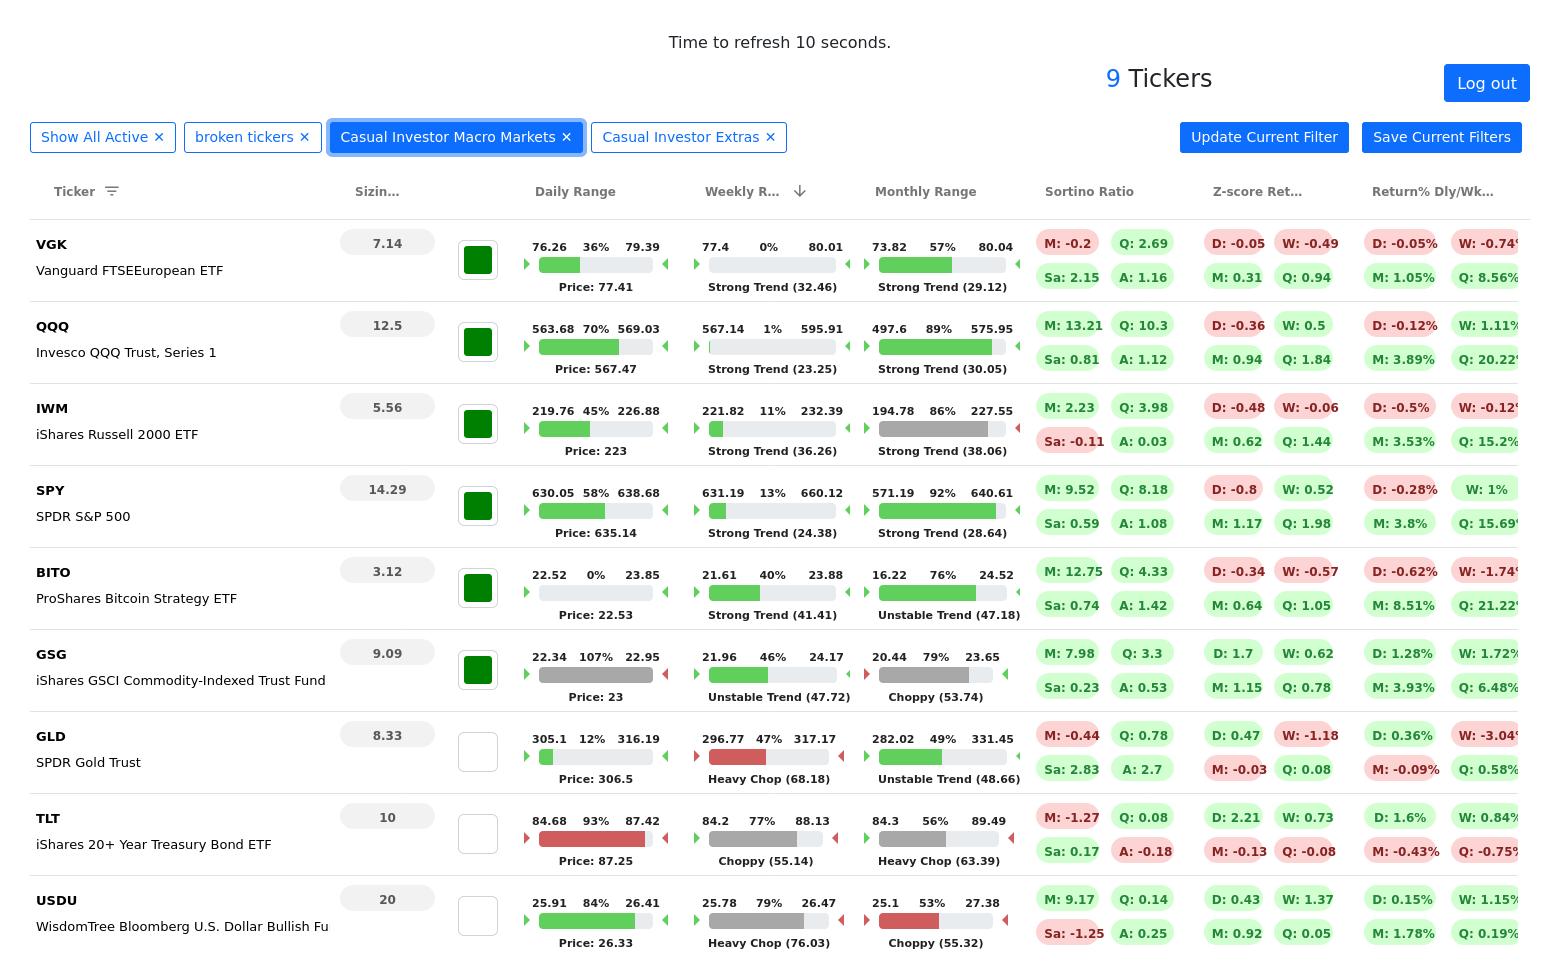 Time to refresh 10 seconds.
9 Tickers
Log out
Show All Active ✕ broken tickers ✕ Casual Investor Macro Markets ✕ Casual Investor Extras ✕ Update Current Filter Save Current Filters
Ticker Sizin… Daily Range Weekly R… Monthly Range Sortino Ratio Z-score Ret… Return% Dly/Wk…
VGK 7.14 76.26 36% 79.39 77.4 0% 80.01 73.82 57% 80.04 M: -0.2 Q: 2.69 D: -0.05 W: -0.49 D: -0.05% W: -0.74%
Vanguard FTSEEuropean ETF Price: 77.41 Strong Trend (32.46) Strong Trend (29.12) Sa: 2.15 A: 1.16 M: 0.31 Q: 0.94 M: 1.05% Q: 8.56%
QQQ 12.5 563.68 70% 569.03 567.14 1% 595.91 497.6 89% 575.95 M: 13.21 Q: 10.3 D: -0.36 W: 0.5 D: -0.12% W: 1.11%
Invesco QQQ Trust, Series 1 Price: 567.47 Strong Trend (23.25) Strong Trend (30.05) Sa: 0.81 A: 1.12 M: 0.94 Q: 1.84 M: 3.89% Q: 20.22%
IWM 5.56 219.76 45% 226.88 221.82 11% 232.39 194.78 86% 227.55 M: 2.23 Q: 3.98 D: -0.48 W: -0.06 D: -0.5% W: -0.12%
iShares Russell 2000 ETF Price: 223 Strong Trend (36.26) Strong Trend (38.06) Sa: -0.11 A: 0.03 M: 0.62 Q: 1.44 M: 3.53% Q: 15.2%
SPY 14.29 630.05 58% 638.68 631.19 13% 660.12 571.19 92% 640.61 M: 9.52 Q: 8.18 D: -0.8 W: 0.52 D: -0.28% W: 1%
SPDR S&P 500 Price: 635.14 Strong Trend (24.38) Strong Trend (28.64) Sa: 0.59 A: 1.08 M: 1.17 Q: 1.98 M: 3.8% Q: 15.69%
BITO 3.12 22.52 0% 23.85 21.61 40% 23.88 16.22 76% 24.52 M: 12.75 Q: 4.33 D: -0.34 W: -0.57 D: -0.62% W: -1.74%
ProShares Bitcoin Strategy ETF Price: 22.53 Strong Trend (41.41) Unstable Trend (47.18) Sa: 0.74 A: 1.42 M: 0.64 Q: 1.05 M: 8.51% Q: 21.22%
GSG 9.09 22.34 107% 22.95 21.96 46% 24.17 20.44 79% 23.65 M: 7.98 Q: 3.3 D: 1.7 W: 0.62 D: 1.28% W: 1.72%
iShares GSCI Commodity-Indexed Trust Fund Price: 23 Unstable Trend (47.72) Choppy (53.74) Sa: 0.23 A: 0.53 M: 1.15 Q: 0.78 M: 3.93% Q: 6.48%
GLD 8.33 305.1 12% 316.19 296.77 47% 317.17 282.02 49% 331.45 M: -0.44 Q: 0.78 D: 0.47 W: -1.18 D: 0.36% W: -3.04%
SPDR Gold Trust Price: 306.5 Heavy Chop (68.18) Unstable Trend (48.66) Sa: 2.83 A: 2.7 M: -0.03 Q: 0.08 M: -0.09% Q: 0.58%
TLT 10 84.68 93% 87.42 84.2 77% 88.13 84.3 56% 89.49 M: -1.27 Q: 0.08 D: 2.21 W: 0.73 D: 1.6% W: 0.84%
iShares 20+ Year Treasury Bond ETF Price: 87.25 Choppy (55.14) Heavy Chop (63.39) Sa: 0.17 A: -0.18 M: -0.13 Q: -0.08 M: -0.43% Q: -0.75%
USDU 20 25.91 84% 26.41 25.78 79% 26.47 25.1 53% 27.38 M: 9.17 Q: 0.14 D: 0.43 W: 1.37 D: 0.15% W: 1.15%
WisdomTree Bloomberg U.S. Dollar Bullish Fu Price: 26.33 Heavy Chop (76.03) Choppy (55.32) Sa: -1.25 A: 0.25 M: 0.92 Q: 0.05 M: 1.78% Q: 0.19%